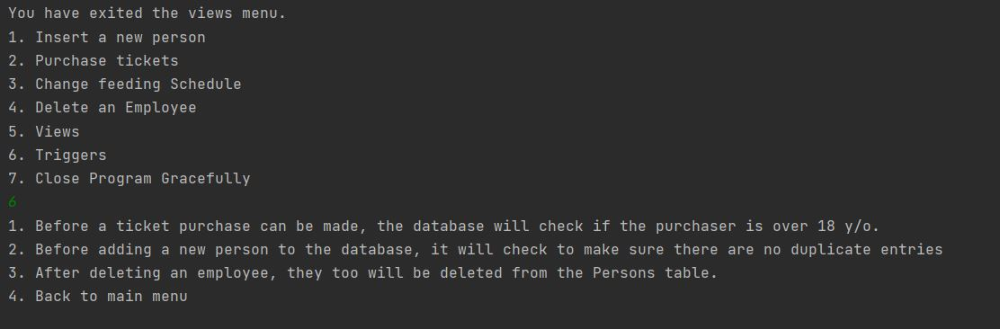 You have exited the views menu.
1. Insert a new person
2. Purchase tickets
3. Change feeding Schedule
4. Delete an Employee
5. Views
6. Triggers
7. Close Program Gracefully
6
1. Before a ticket purchase can be made, the database will check if the purchaser is over 18 y/o.
2. Before adding a new person to the database, it will check to make sure there are no duplicate entries
3. After deleting an employee, they too will be deleted from the Persons table.
4. Back to main menu